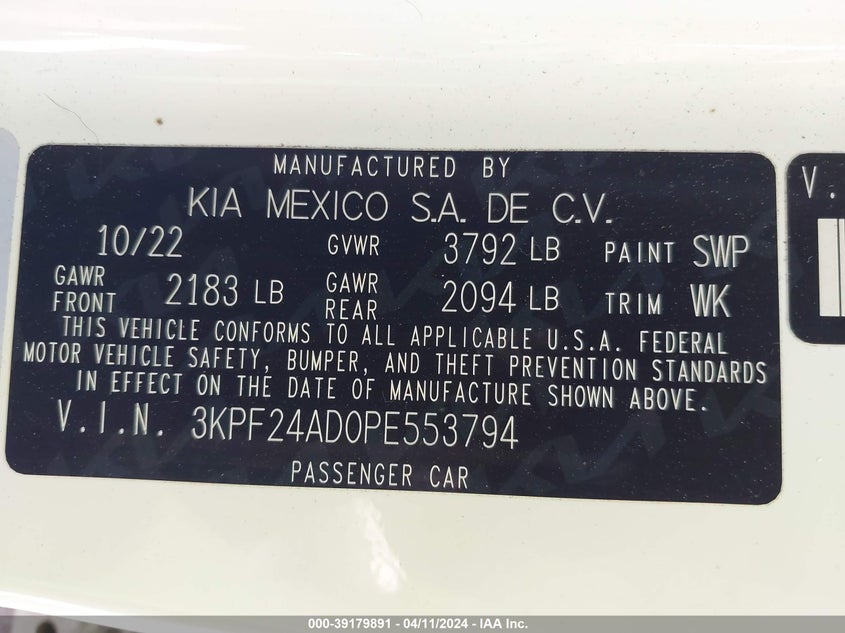 MANUFACTURED BY
KIA MEXICO S.A. DE C.V.
10/22 GVWR 3792 LB PAINT SWP
GAWR FRONT 2183 LB GAWR REAR 2094 LB TRIM WK
THIS VEHICLE CONFORMS TO ALL APPLICABLE U.S.A. FEDERAL
MOTOR VEHICLE SAFETY, BUMPER, AND THEFT PREVENTION STANDARDS
IN EFFECT ON THE DATE OF MANUFACTURE SHOWN ABOVE.
V.I.N. 3KPF24AD0PE553794
PASSENGER CAR
V.
000-39179891 - 04/11/2024 - IAA Inc.